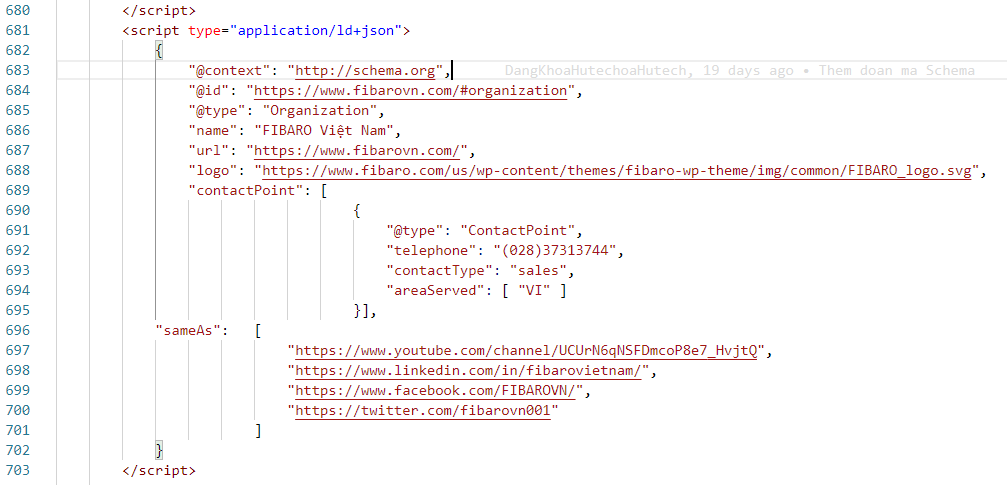 680 </script>
681 <script type="application/ld+json">
682 {
683 "@context": "http://schema.org", DangKhoaHutechoaHutech, 19 days ago • Them doan ma Schema
684 "@id": "https://www.fibarovn.com/#organization",
685 "@type": "Organization",
686 "name": "FIBARO Việt Nam",
687 "url": "https://www.fibarovn.com/",
688 "logo": "https://www.fibaro.com/us/wp-content/themes/fibaro-wp-theme/img/common/FIBARO_logo.svg",
689 "contactPoint": [
690 {
691 "@type": "ContactPoint",
692 "telephone": "(028)37313744",
693 "contactType": "sales",
694 "areaServed": [ "VI" ]
695 }],
696 "sameAs": [
697 "https://www.youtube.com/channel/UCUrN6qNSFDmcoP8e7_HvjtQ",
698 "https://www.linkedin.com/in/fibarovietnam/",
699 "https://www.facebook.com/FIBAROVN/",
700 "https://twitter.com/fibarovn001"
701 ]
702 }
703 </script>